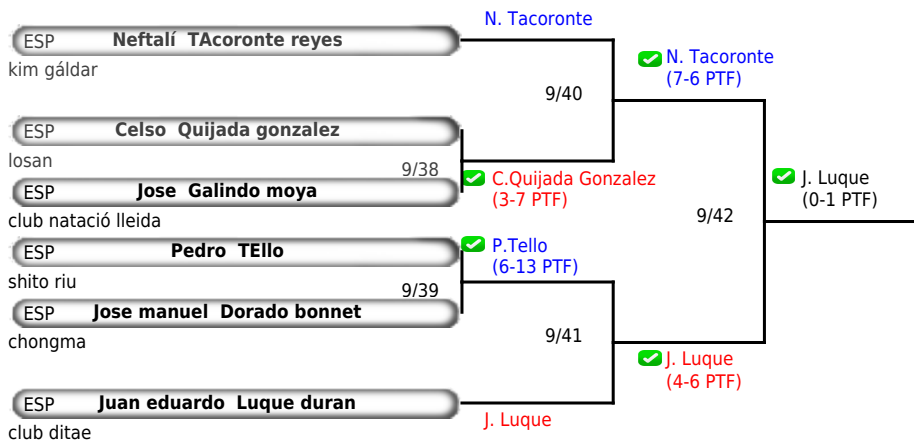 N. Tacoronte
ESP Neftalí TAcoronte reyes
kim gáldar
N. Tacoronte
(7-6 PTF)
9/40
ESP Celso Quijada gonzalez
losan
9/38
C.Quijada Gonzalez
(3-7 PTF)
J. Luque
(0-1 PTF)
ESP Jose Galindo moya
club natació lleida
9/42
ESP Pedro TEllo
P.Tello
(6-13 PTF)
shito riu
9/39
ESP Jose manuel Dorado bonnet
chongma
9/41
J. Luque
(4-6 PTF)
ESP Juan eduardo Luque duran
J. Luque
club ditae